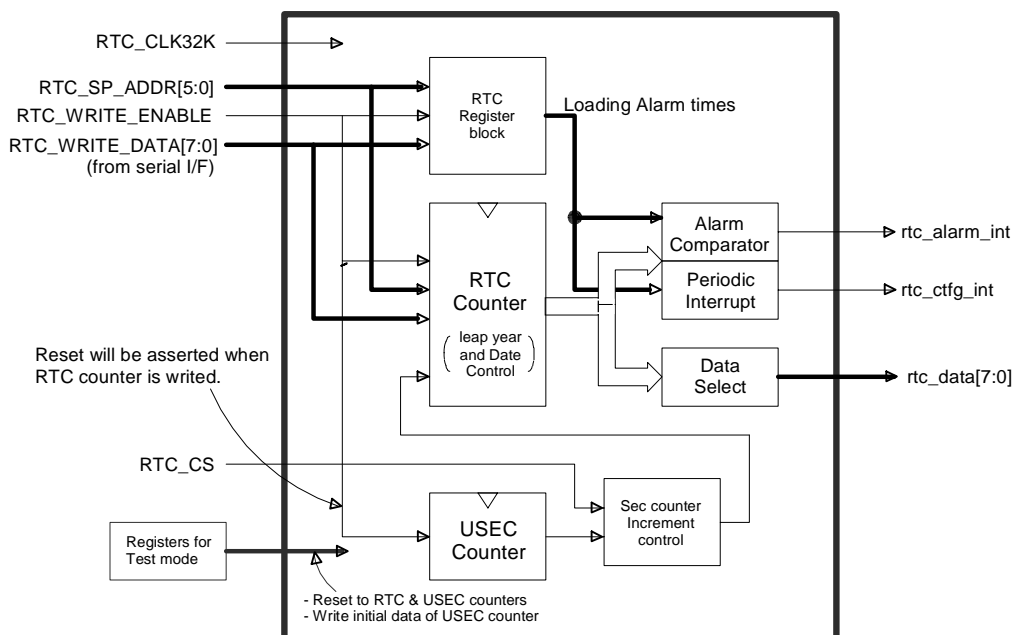 RTC_CLK32K
RTC_SP_ADDR[5:0]
RTC_WRITE_ENABLE
RTC_WRITE_DATA[7:0]
(from serial I/F)
RTC
Register
block
Loading Alarm times
Alarm
Comparator
rtc_alarm_int
RTC
Counter
Periodic
Interrupt
rtc_ctfg_int
leap year
and Date
Control
Reset will be asserted when
RTC counter is writed.
Data
Select
rtc_data[7:0]
RTC_CS
Sec counter
Increment
control
USEC
Counter
Registers for
Test mode
- Reset to RTC & USEC counters
- Write initial data of USEC counter